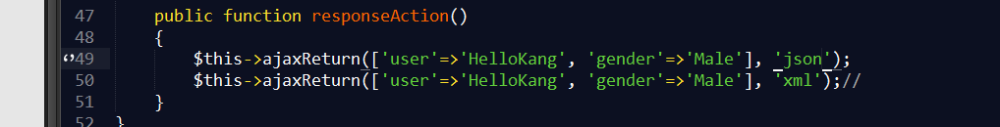 47 public function responseAction()
48 {
49 $this->ajaxReturn(['user'=>'HelloKang', 'gender'=>'Male'], 'json');
50 $this->ajaxReturn(['user'=>'HelloKang', 'gender'=>'Male'], 'xml');//
51 }
52 }